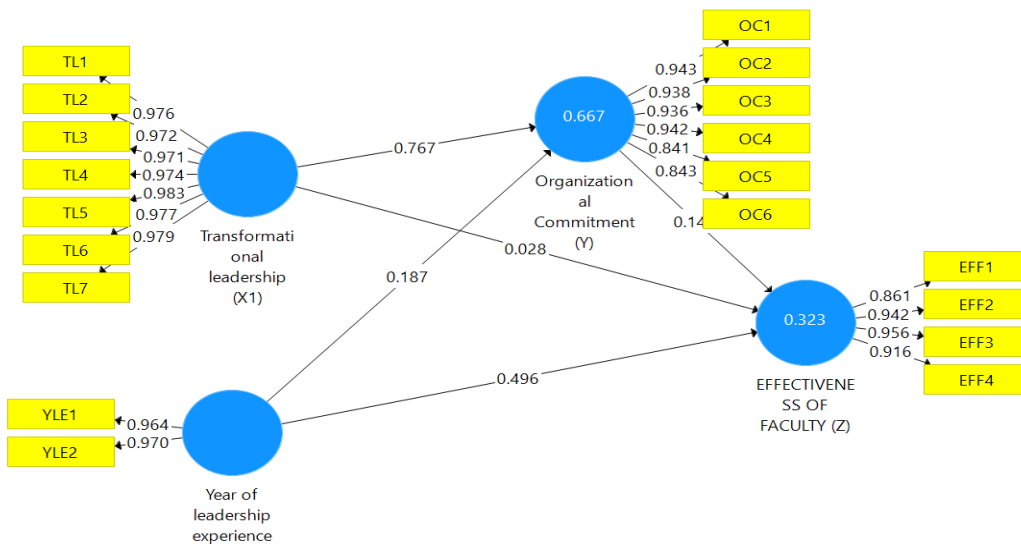 TL1
TL2
TL3
TL4
TL5
TL6
TL7
0.976
0.972
0.971
0.974
0.983
0.977
0.979
Transformati
onal
leadership
(X1)
0.767
0.187
0.028
0.496
0.667
Organization
al
Commitment
(Y)
0.943
0.938
0.936
0.942
0.841
0.843
OC1
OC2
OC3
OC4
OC5
OC6
YLE1
YLE2
0.964
0.970
Year of
leadership
experience
0.323
EFFECTIVENE
SS OF
FACULTY (Z)
0.861
0.942
0.956
0.916
EFF1
EFF2
EFF3
EFF4